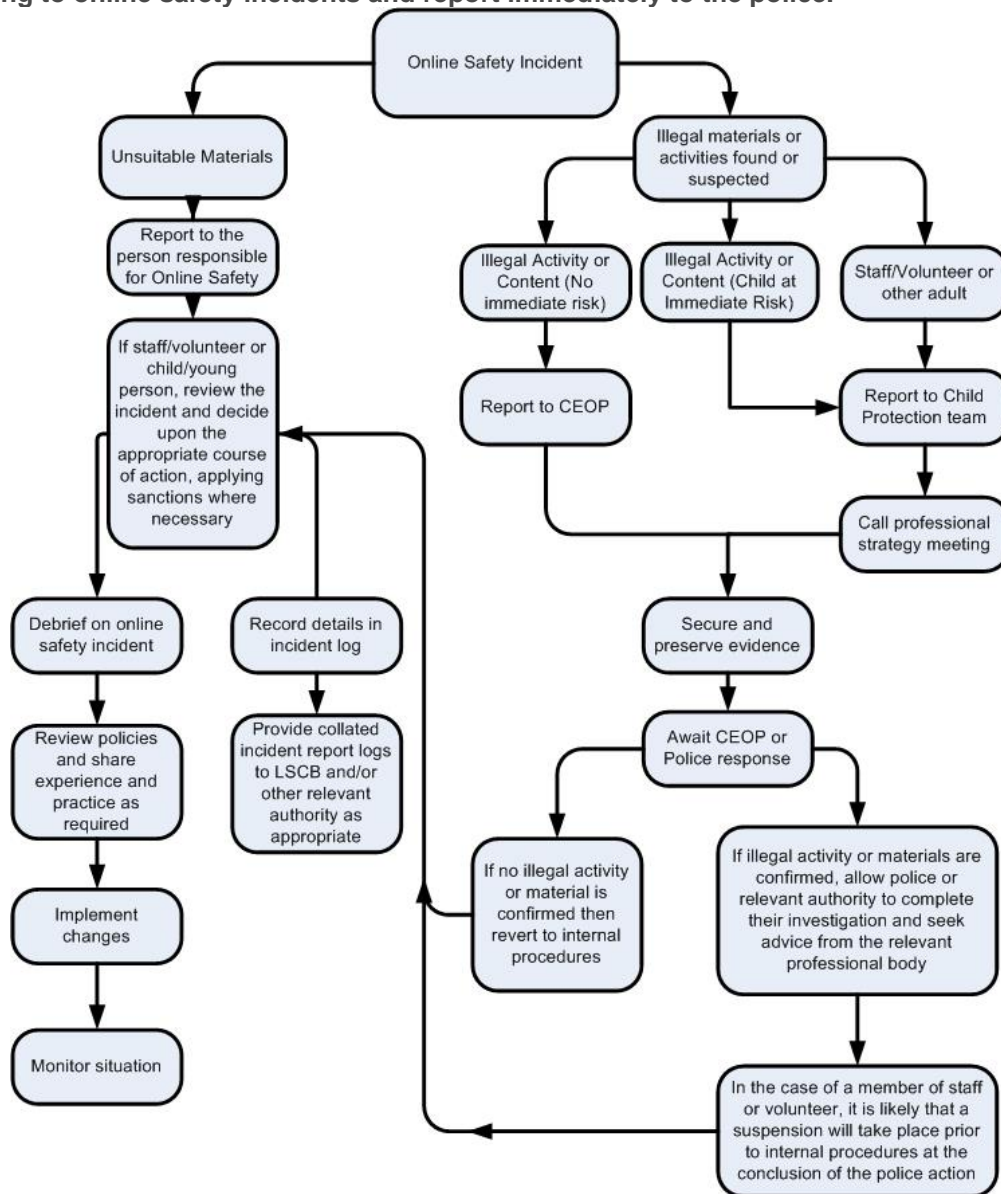 to online safety incidents and report immediately to the police.
Online Safety Incident
Unsuitable Materials
Illegal materials or
activities found or
suspected
Report to the
person responsible
for Online Safety
Illegal Activity or
Content (No
immediate risk)
Illegal Activity or
Content (Child at
Immediate Risk)
Staff/Volunteer or
other adult
If staff/volunteer or
child/young
person, review the
incident and decide
upon the
appropriate course
of action, applying
sanctions where
necessary
Report to CEOP
Report to Child
Protection team
Call professional
strategy meeting
Debrief on online
safety incident
Record details in
incident log
Secure and
preserve evidence
Review policies
and share
experience and
practice as
required
Provide collated
incident report logs
to LSCB and/or
other relevant
authority as
appropriate
Await CEOP or
Police response
If no illegal activity
or material is
confirmed then
revert to internal
procedures
If illegal activity or materials are
confirmed, allow police or
relevant authority to complete
their investigation and seek
advice from the relevant
professional body
Implement
changes
Monitor situation
In the case of a member of staff
or volunteer, it is likely that a
suspension will take place prior
to internal procedures at the
conclusion of the police action